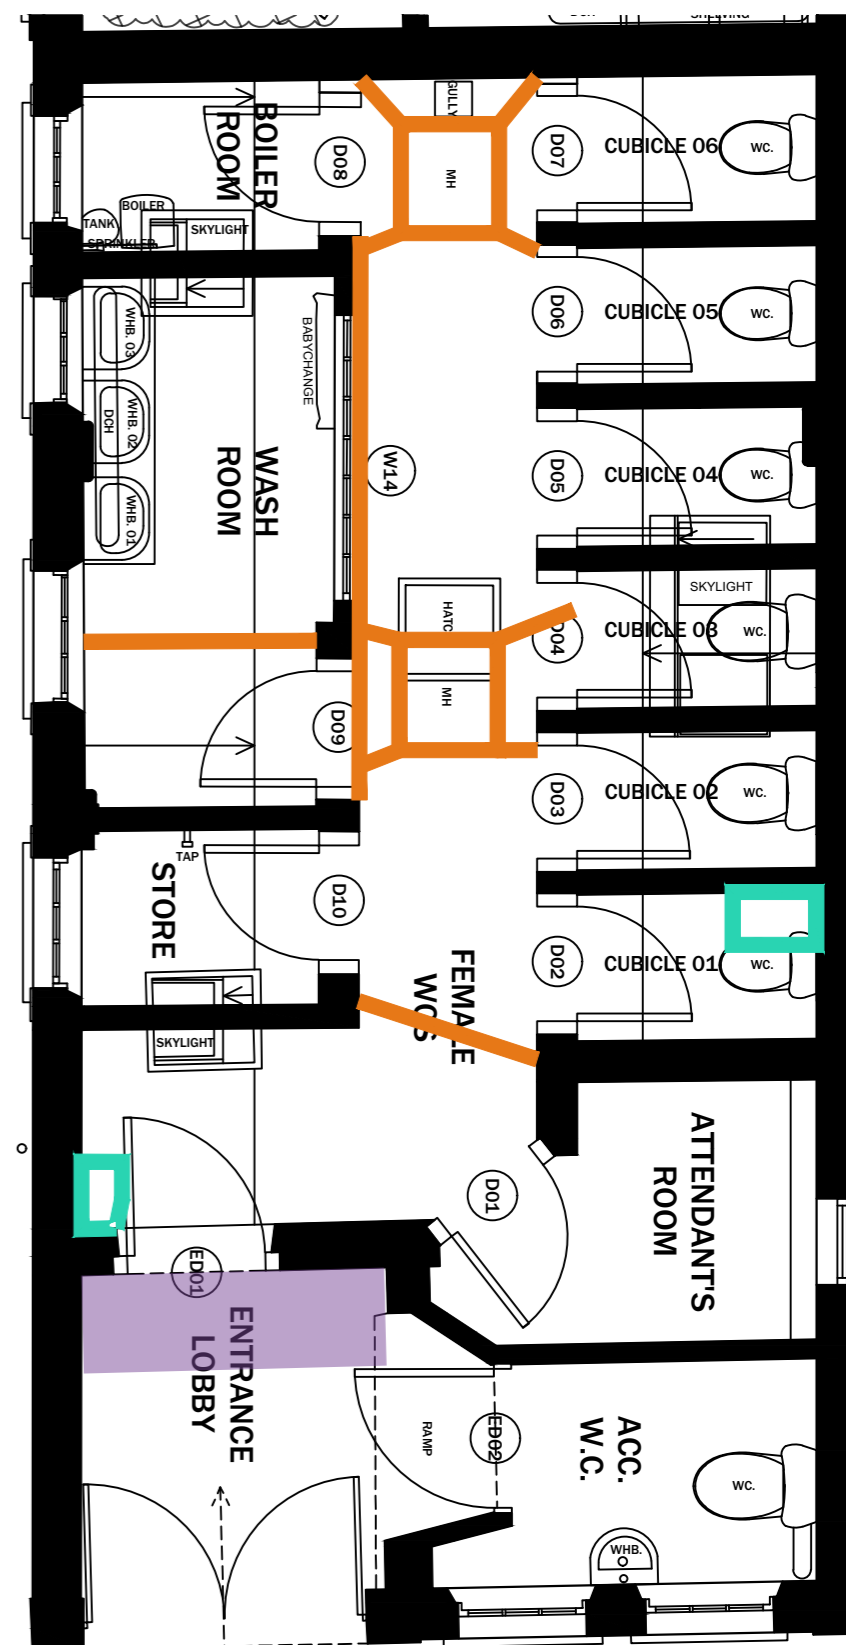 SHELVING
BOILER
ROOM
D08
GULLY
MH
D07
CUBICLE 06
WC.
BOILER
TANK
SPRINKLER
SKYLIGHT
WHB. 03
WHB. 02
DCH
WHB. 01
BABYCHANGE
D06
CUBICLE 05
WC.
WASH
ROOM
W14
D05
CUBICLE 04
WC.
SKYLIGHT
D04
CUBICLE 03
WC.
MH
D09
D03
CUBICLE 02
WC.
TAP
STORE
D10
D02
CUBICLE 01
WC.
FEMALE
WCS
SKYLIGHT
D01
ATTENDANT'S
ROOM
ED01
ENTRANCE
LOBBY
RAMP
ED02
ACC.
W.C.
WC.
WHB.